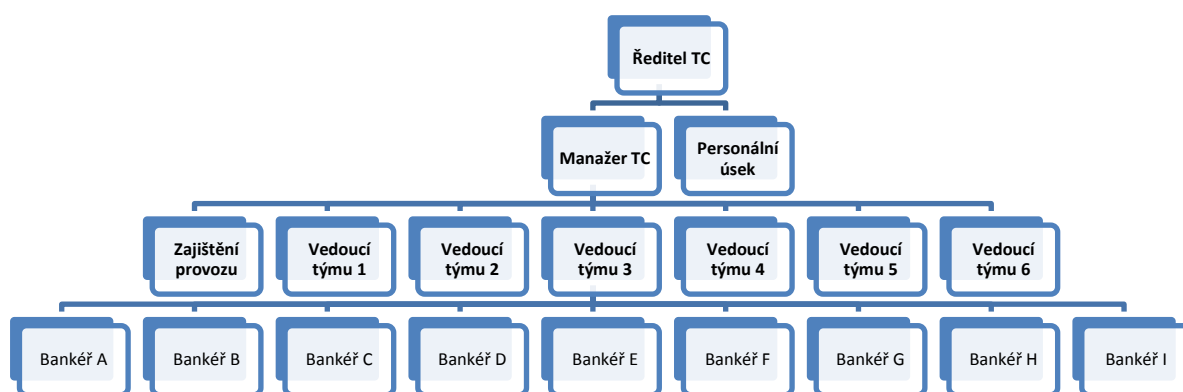 Ředitel TC
Manažer TC
Personální
úsek
Zajištění
provozu
Vedoucí
týmu 1
Vedoucí
týmu 2
Vedoucí
týmu 3
Vedoucí
týmu 4
Vedoucí
týmu 5
Vedoucí
týmu 6
Bankéř A
Bankéř B
Bankéř C
Bankéř D
Bankéř E
Bankéř F
Bankéř G
Bankéř H
Bankéř I